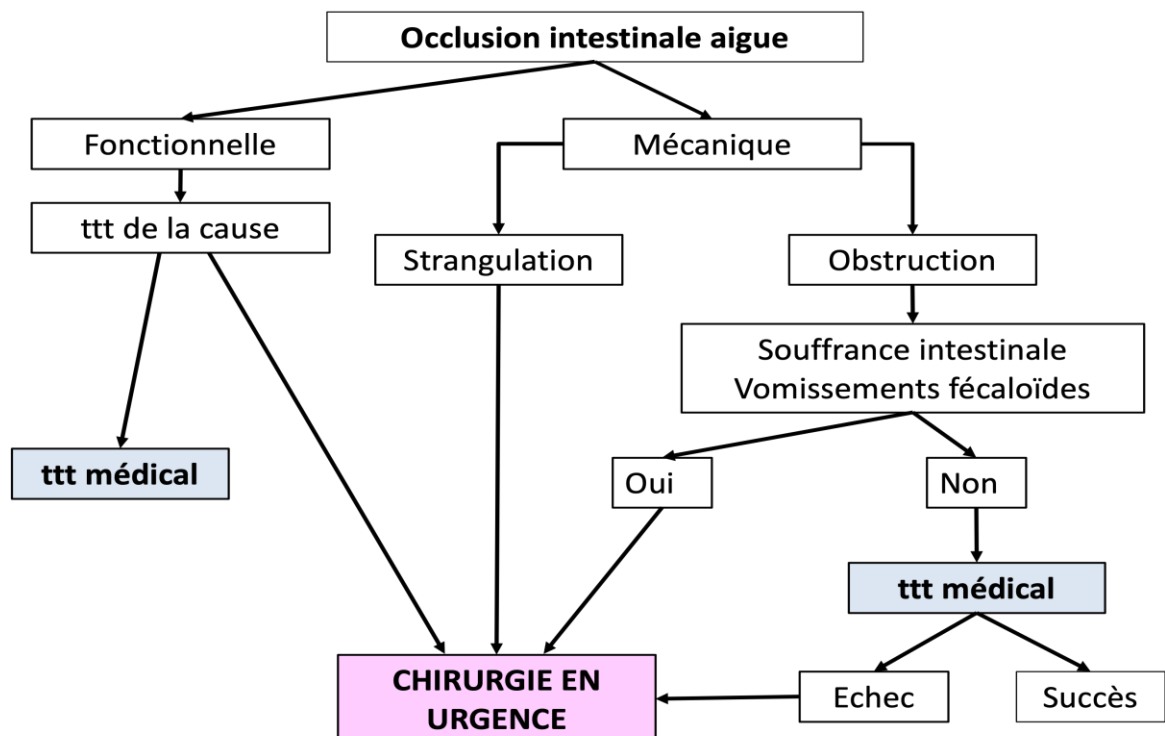 Occlusion intestinale aigue
Fonctionnelle
Mécanique
ttt de la cause
Strangulation
Obstruction
Souffrance intestinale
Vomissements fécaloïdes
ttt médical
Oui
Non
ttt médical
CHIRURGIE EN
URGENCE
Echec
Succès